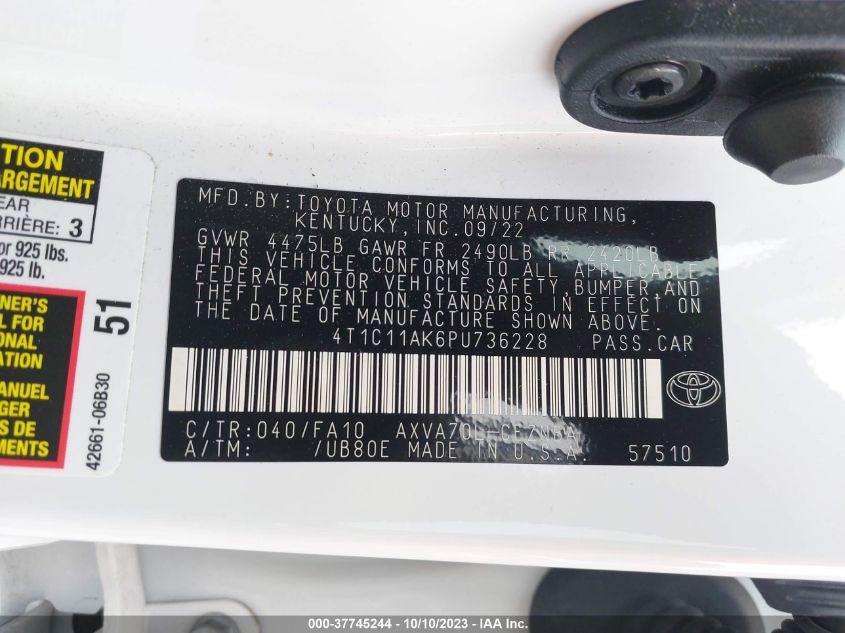 TION
ARGEMENT
EAR
RRIÈRE: 3
or 925 lbs.
925 lb.
NER'S
L FOR
ONAL
ATION
MANUEL
GER
S DE
EMENTS
51
42661-06B30
MFD.BY:TOYOTA MOTOR MANUFACTURING,
KENTUCKY,INC.09/22
GVWR 4475LB GAWR FR 2490LB RR 2420LB
THIS VEHICLE CONFORMS TO ALL APPLICABLE
FEDERAL MOTOR VEHICLE SAFETY,BUMPER,AND
THEFT PREVENTION STANDARDS IN EFFECT ON
THE DATE OF MANUFACTURE SHOWN ABOVE.
4T1C11AK6PU736228 PASS.CAR
C/TR:040/FA10
A/TM: /UB80E MADE IN U.S.A. 57510
000-37745244 - 10/10/2023 - IAA Inc.